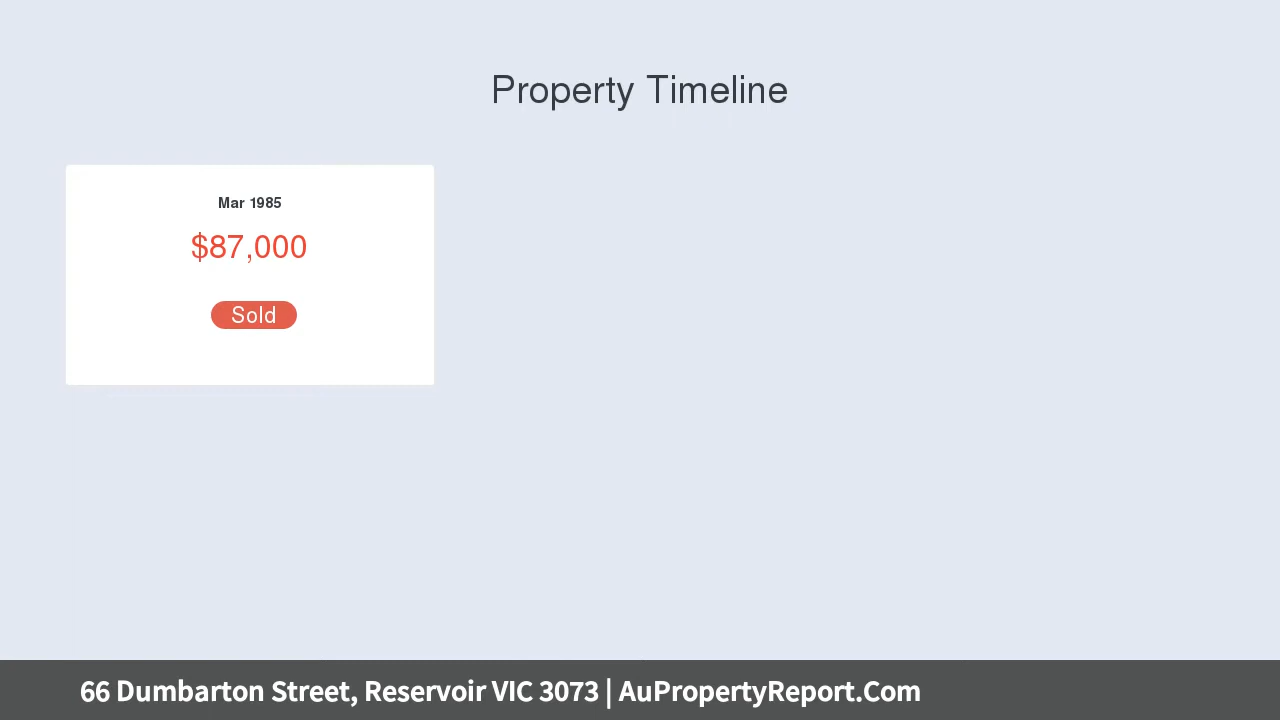 Property Timeline
Mar 1985
$87,000
Sold
66 Dumbarton Street, Reservoir VIC 3073 | AuPropertyReport.Com